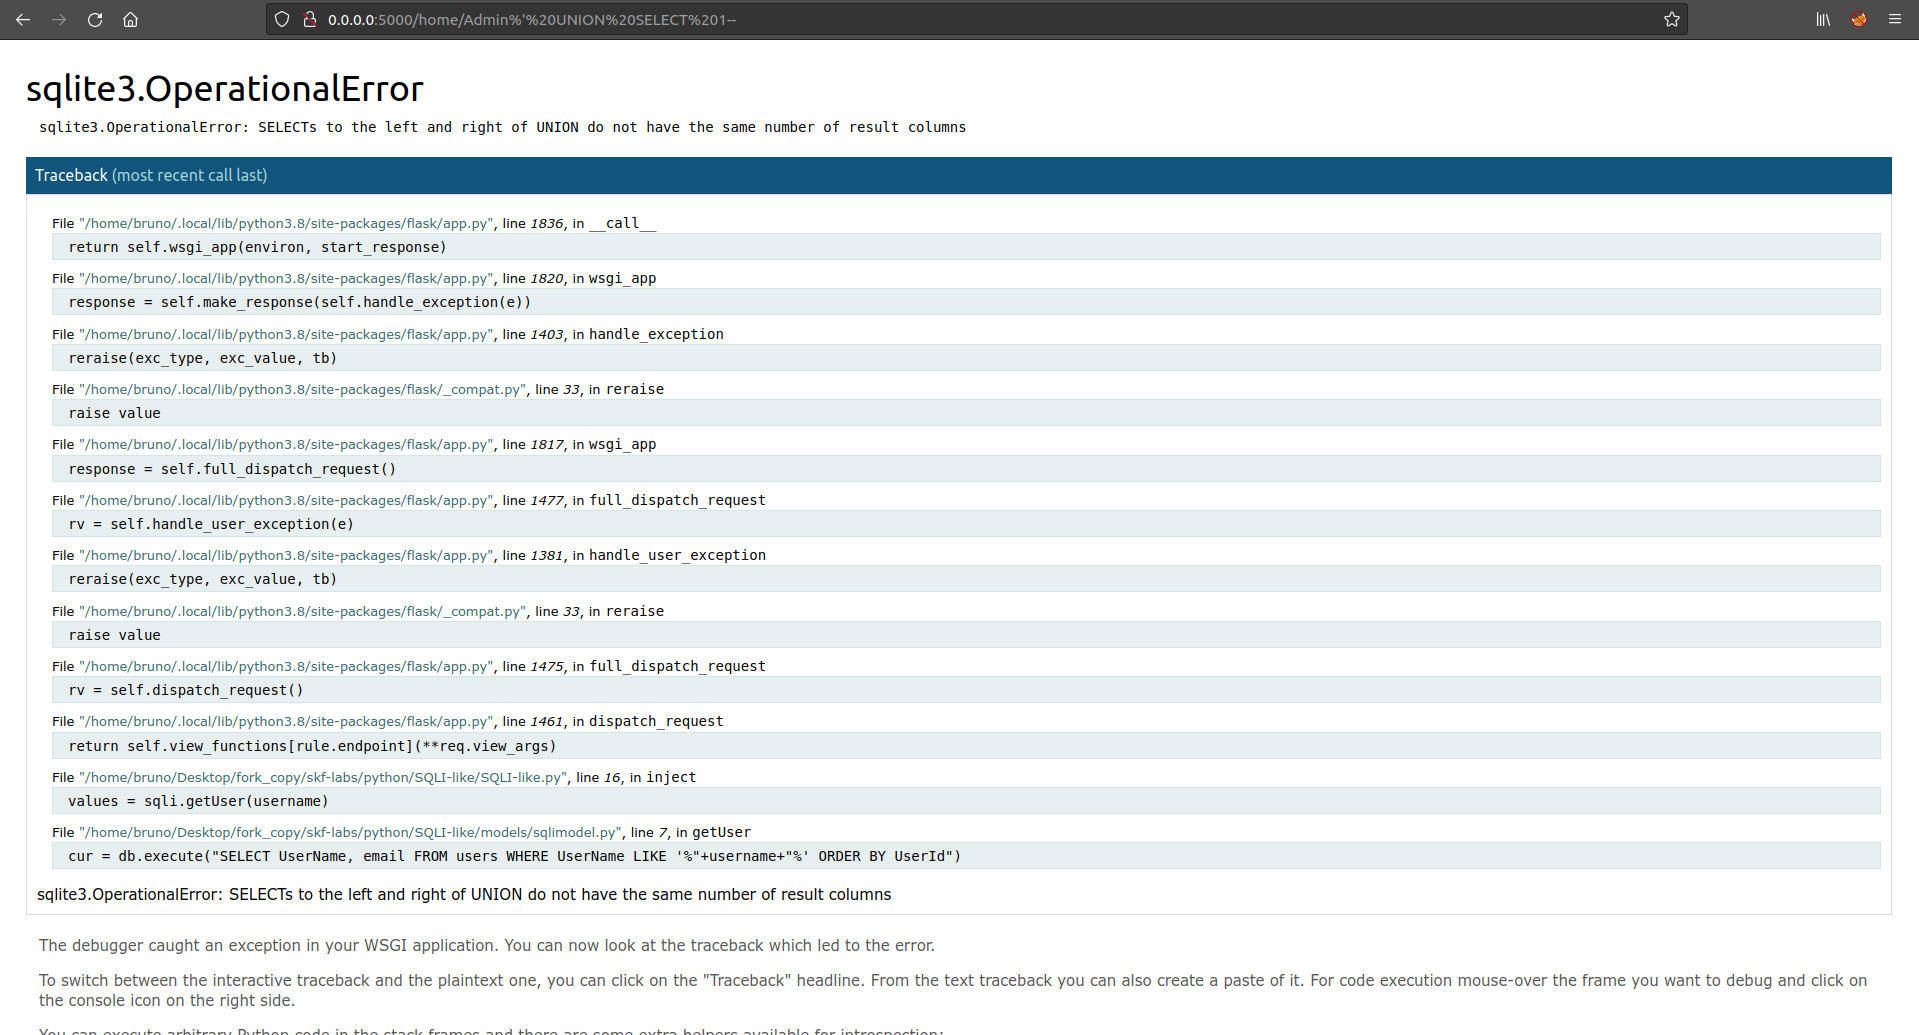 0.0.0.0:5000/home/Admin%'%20UNION%20SELECT%201--
sqlite3.OperationalError
sqlite3.OperationalError: SELECTs to the left and right of UNION do not have the same number of result columns
Traceback (most recent call last)
File "/home/bruno/.local/lib/python3.8/site-packages/flask/app.py", line 1836, in __call__
return self.wsgi_app(environ, start_response)
File "/home/bruno/.local/lib/python3.8/site-packages/flask/app.py", line 1820, in wsgi_app
response = self.make_response(self.handle_exception(e))
File "/home/bruno/.local/lib/python3.8/site-packages/flask/app.py", line 1403, in handle_exception
reraise(exc_type, exc_value, tb)
File "/home/bruno/.local/lib/python3.8/site-packages/flask/_compat.py", line 33, in reraise
raise value
File "/home/bruno/.local/lib/python3.8/site-packages/flask/app.py", line 1817, in wsgi_app
response = self.full_dispatch_request()
File "/home/bruno/.local/lib/python3.8/site-packages/flask/app.py", line 1477, in full_dispatch_request
rv = self.handle_user_exception(e)
File "/home/bruno/.local/lib/python3.8/site-packages/flask/app.py", line 1381, in handle_user_exception
reraise(exc_type, exc_value, tb)
File "/home/bruno/.local/lib/python3.8/site-packages/flask/_compat.py", line 33, in reraise
raise value
File "/home/bruno/.local/lib/python3.8/site-packages/flask/app.py", line 1475, in full_dispatch_request
rv = self.dispatch_request()
File "/home/bruno/.local/lib/python3.8/site-packages/flask/app.py", line 1461, in dispatch_request
return self.view_functions[rule.endpoint](**req.view_args)
File "/home/bruno/Desktop/fork_copy/skf-labs/python/SQLI-like/SQLI-like.py", line 16, in inject
values = sqli.getUser(username)
File "/home/bruno/Desktop/fork_copy/skf-labs/python/SQLI-like/models/sqlimodel.py", line 7, in getUser
cur = db.execute("SELECT UserName, email FROM users WHERE UserName LIKE '%"+username+"%' ORDER BY UserId")
sqlite3.OperationalError: SELECTs to the left and right of UNION do not have the same number of result columns
The debugger caught an exception in your WSGI application. You can now look at the traceback which led to the error.
To switch between the interactive traceback and the plaintext one, you can click on the "Traceback" headline. From the text traceback you can also create a paste of it. For code execution mouse-over the frame you want to debug and click on
the console icon on the right side.
You can execute arbitrary Python code in the stack frames and there are some extra helpers available for introspection: